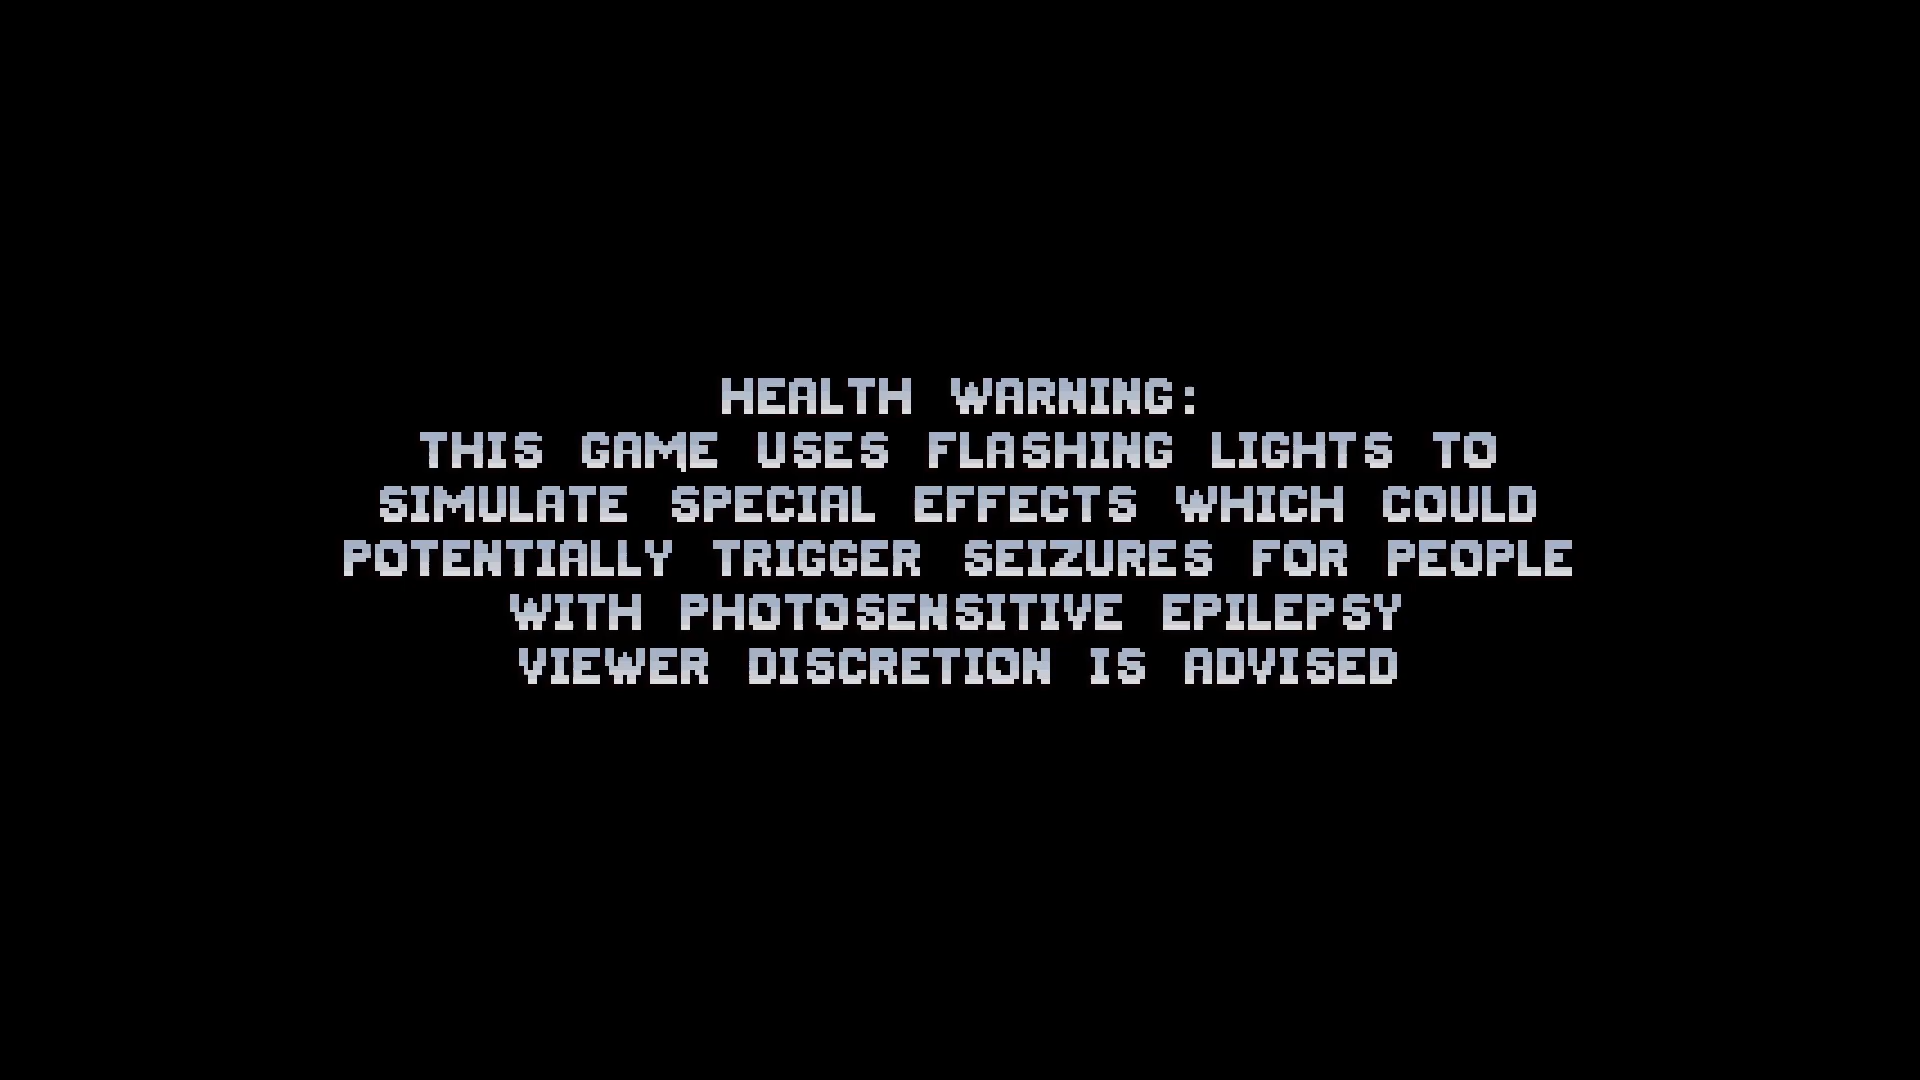 HEALTH WARNING:
THIS GAME USES FLASHING LIGHTS TO
SIMULATE SPECIAL EFFECTS WHICH COULD
POTENTIALLY TRIGGER SEIZURES FOR PEOPLE
WITH PHOTOSENSITIVE EPILEPSY
VIEWER DISCRETION IS ADVISED